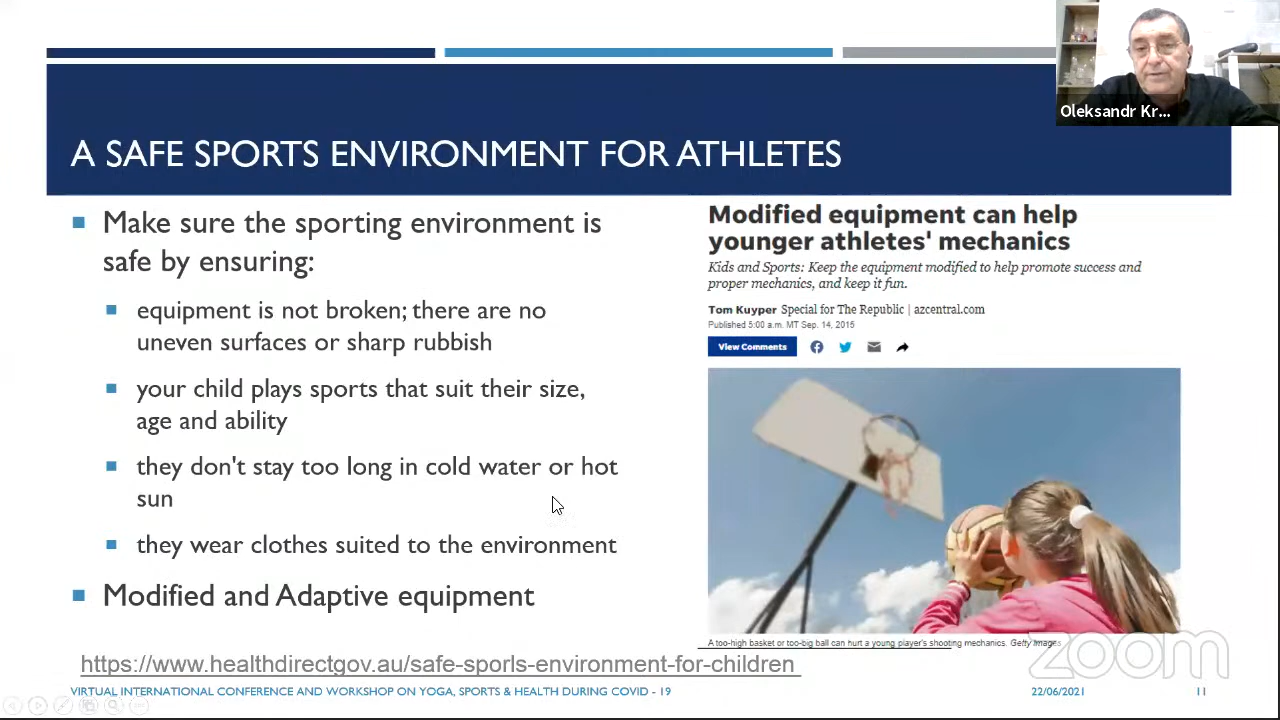 Oleksandr Kr...
A SAFE SPORTS ENVIRONMENT FOR ATHLETES
Make sure the sporting environment is
safe by ensuring:
equipment is not broken; there are no
uneven surfaces or sharp rubbish
your child plays sports that suit their size,
age and ability
they don't stay too long in cold water or hot
sun
they wear clothes suited to the environment
Modified and Adaptive equipment
https://www.healthdirectgov.au/safe-sporls-environment-for-children
Modified equipment can help
younger athletes' mechanics
Kids and Sports: Keep the equipment modified to help promote success and
proper mechanics, and keep it fun.
Tom Kuyper Special for The Republic | azcentral.com
Published 5:00 a.m. MT Sep. 14, 2015
View Comments
A too-high basket or too-big ball can hurt a young player's shooting mechanics. Getty Images
zoom
VIRTUAL INTERNATIONAL CONFERENCE AND WORKSHOP ON YOGA, SPORTS & HEALTH DURING COVID - 19
22/06/2021
11